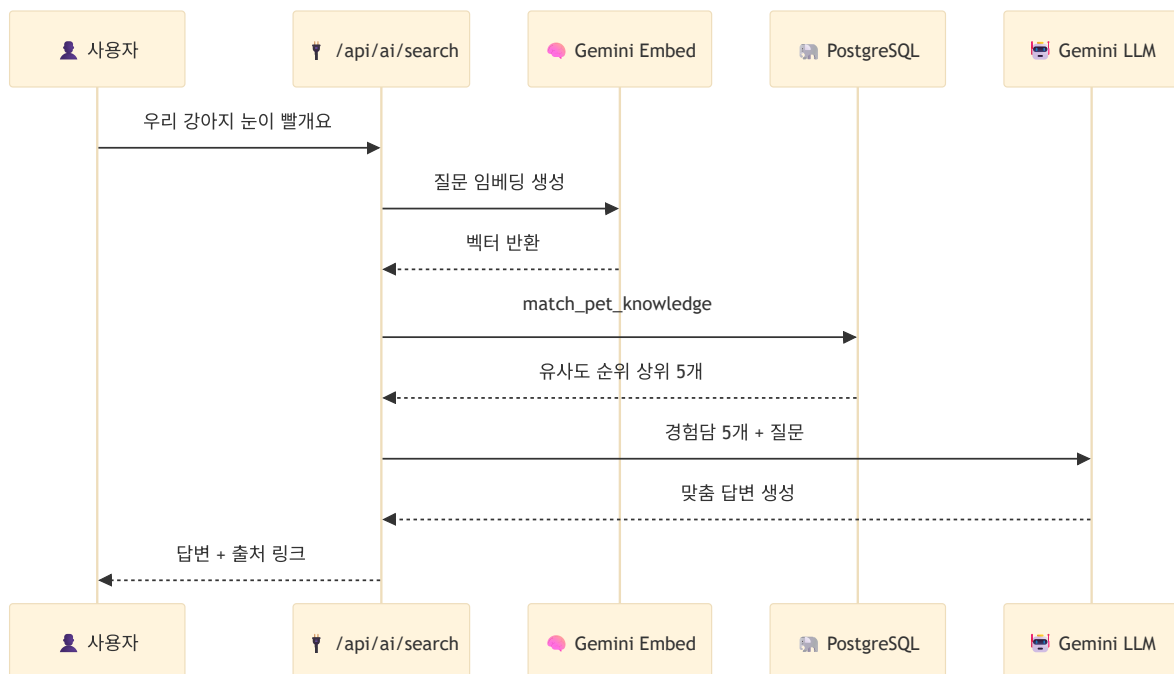 👤 사용자
🔌 /api/ai/search
🧠 Gemini Embed
🐘 PostgreSQL
🤖 Gemini LLM
우리 강아지 눈이 빨개요
질문 임베딩 생성
벡터 반환
match_pet_knowledge
유사도 순위 상위 5개
경험담 5개 + 질문
맞춤 답변 생성
답변 + 출처 링크
👤 사용자
🔌 /api/ai/search
🧠 Gemini Embed
🐘 PostgreSQL
🤖 Gemini LLM